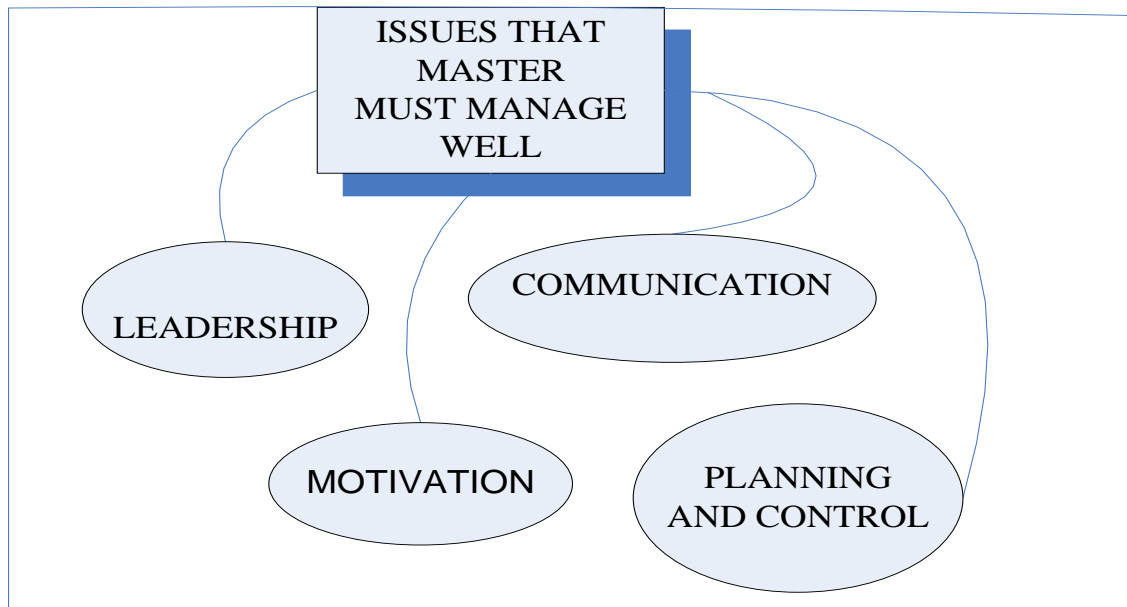 ISSUES THAT
MASTER
MUST MANAGE
WELL
COMMUNICATION
LEADERSHIP
MOTIVATION
PLANNING
AND CONTROL